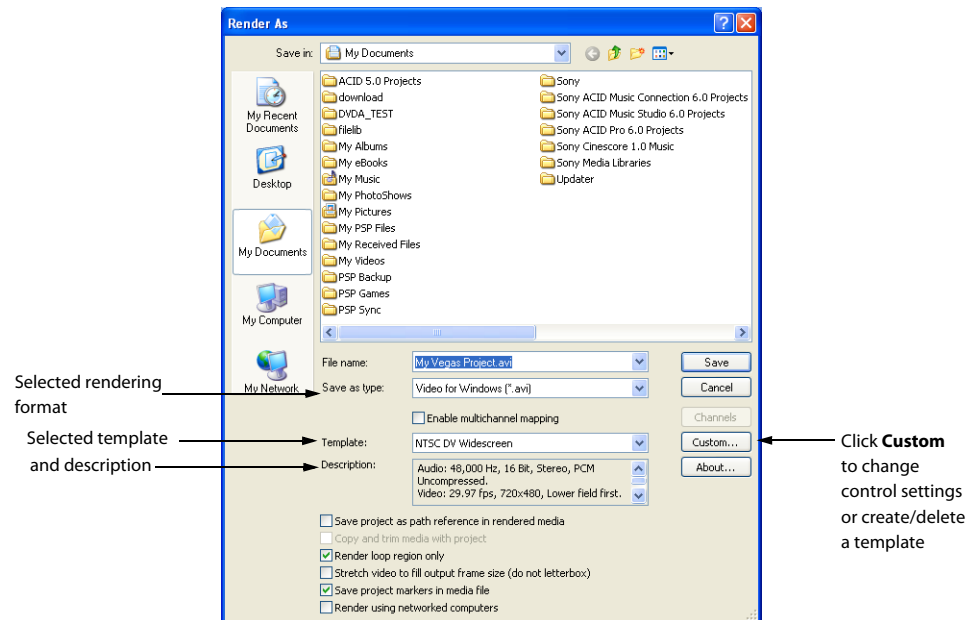 Render As
Save in:
My Documents
My Recent
Documents
Desktop
My Documents
My Computer
My Network
ACID 5.0 Projects
download
DVDA_TEST
filelib
My Albums
My eBooks
My Music
My PhotoShows
My Pictures
My PSP Files
My Received Files
My Videos
PSP Backup
PSP Games
PSP Sync
Sony
Sony ACID Music Connection 6.0 Projects
Sony ACID Music Studio 6.0 Projects
Sony ACID Pro 6.0 Projects
Sony Cinescore 1.0 Music
Sony Media Libraries
Updater
File name:
My Vegas Project.avi
Save
Save as type:
Video for Windows (*.avi)
Cancel
Enable multichannel mapping
Channels
Template:
NTSC DV Widescreen
Custom...
Description:
Audio: 48,000 Hz, 16 Bit, Stereo, PCM
Uncompressed.
Video: 29.97 fps, 720x480, Lower field first.
About...
Save project as path reference in rendered media
Copy and trim media with project
Render loop region only
Stretch video to fill output frame size (do not letterbox)
Save project markers in media file
Render using networked computers
Selected rendering
format
Selected template
and description
Click Custom
to change
control settings
or create/delete
a template